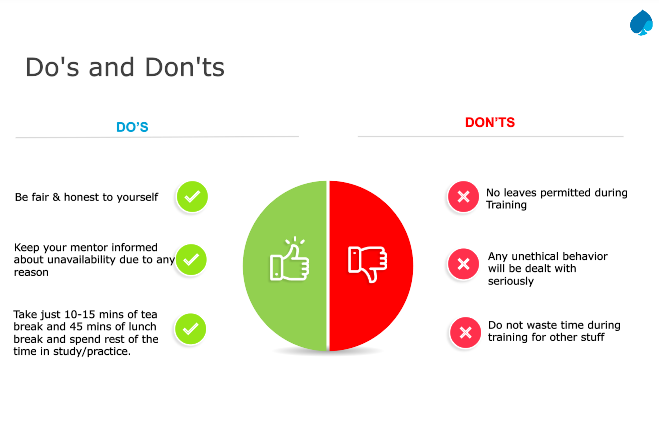 Do's and Don'ts
DO'S
Be fair & honest to yourself
Keep your mentor informed
about unavailability due to any
reason
Take just 10-15 mins of tea
break and 45 mins of lunch
break and spend rest of the
time in study/practice.
DON'TS
No leaves permitted during
Training
Any unethical behavior
will be dealt with
seriously
Do not waste time during
training for other stuff